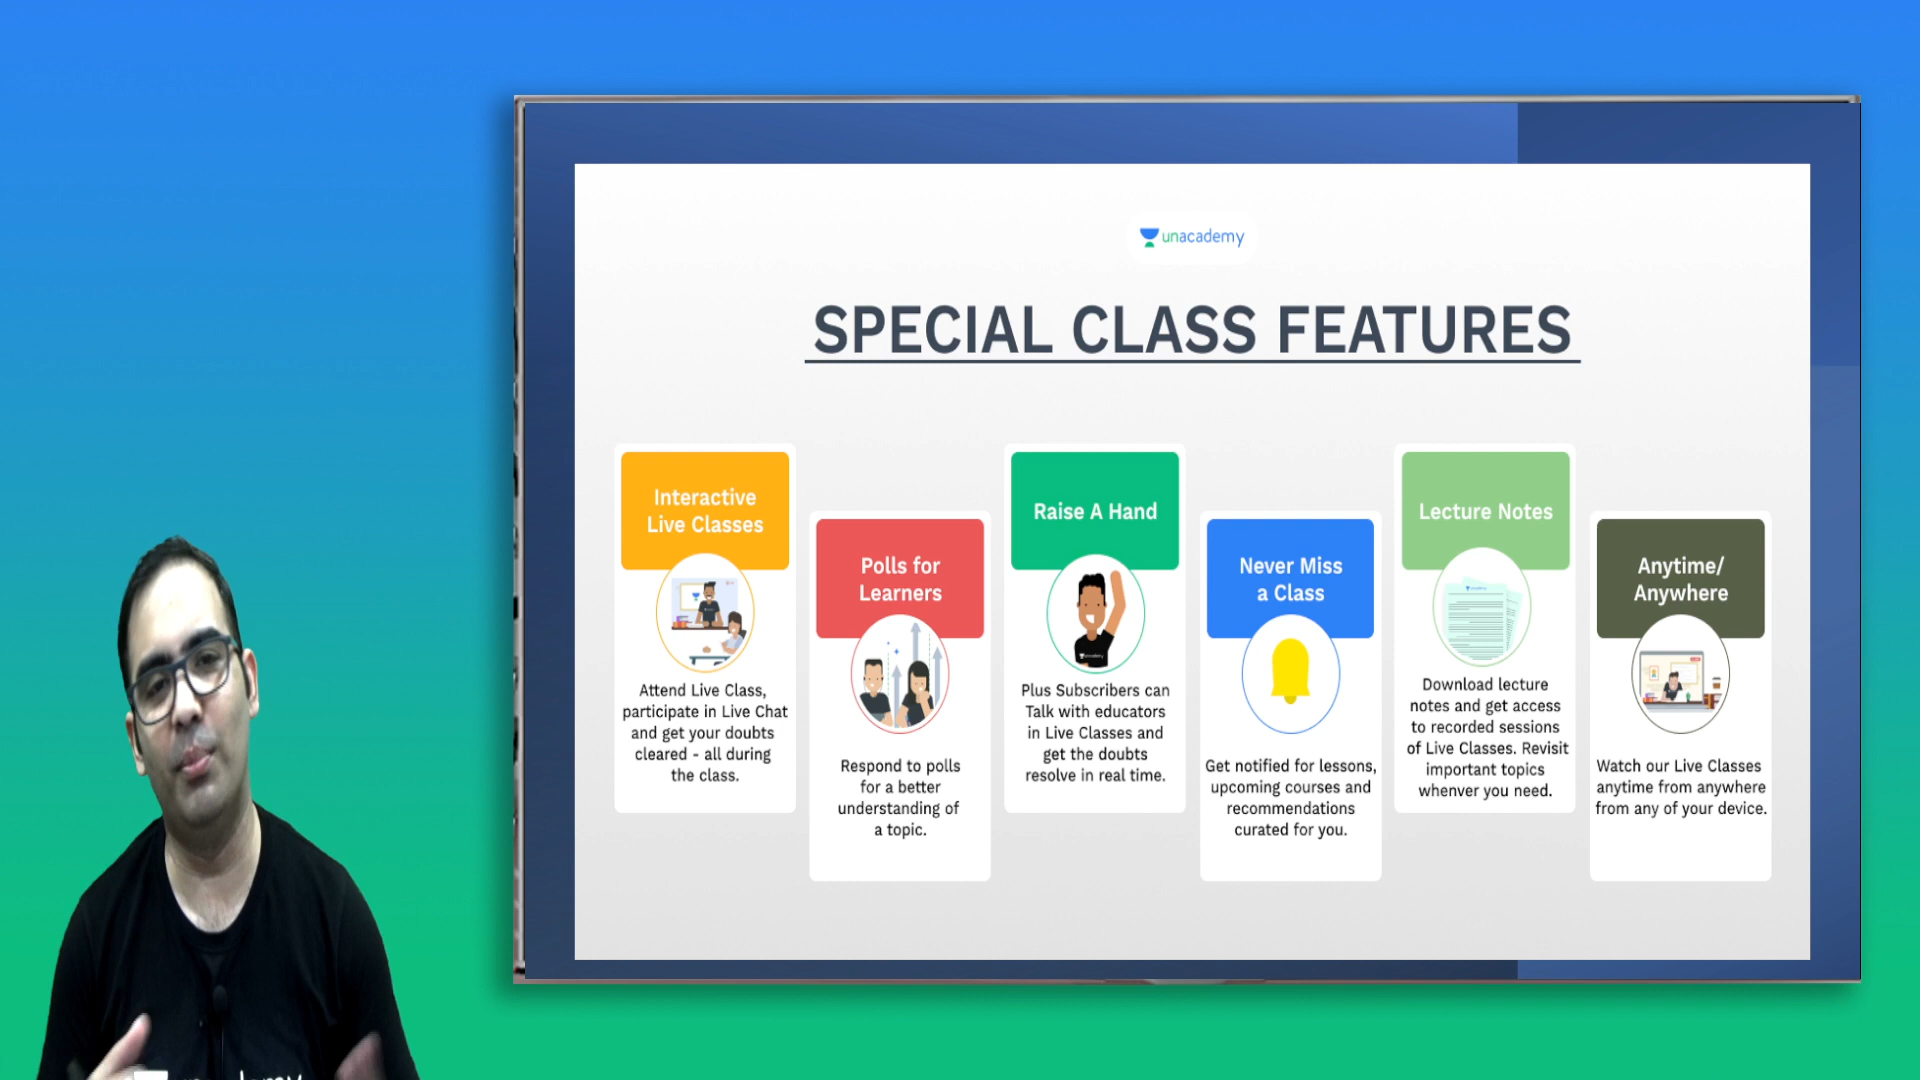 unacademy
SPECIAL CLASS FEATURES
Interactive
Live Classes
Attend Live Class,
participate in Live Chat
and get your doubts
cleared - all during
the class.
Polls for
Learners
Respond to polls
for a better
understanding of
a topic.
Raise A Hand
Plus Subscribers can
Talk with educators
in Live Classes and
get the doubts
resolve in real time.
Never Miss
a Class
Get notified for lessons,
upcoming courses and
recommendations
curated for you.
Lecture Notes
Download lecture
notes and get access
to recorded sessions
of Live Classes. Revisit
important topics
whenver you need.
Anytime/
Anywhere
Watch our Live Classes
anytime from anywhere
from any of your device.